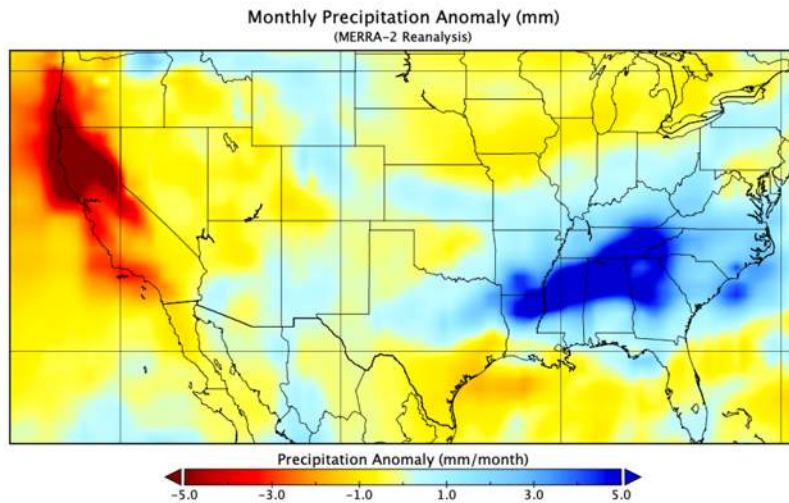 Monthly Precipitation Anomaly (mm)
(MERRA-2 Reanalysis)
Precipitation Anomaly (mm/month)
-5.0 -3.0 -1.0 1.0 3.0 5.0